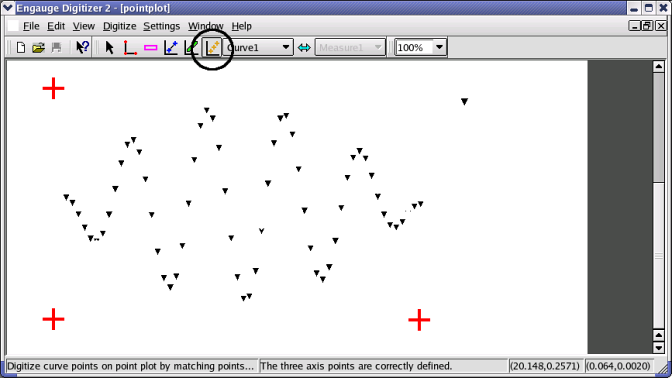 Engauge Digitizer 2 - [pointplot]
File Edit View Digitize Settings Window Help
Curve1 Measure1 100%
Digitize curve points on point plot by matching points... The three axis points are correctly defined. (20.148,0.2571) (0.064,0.0020)